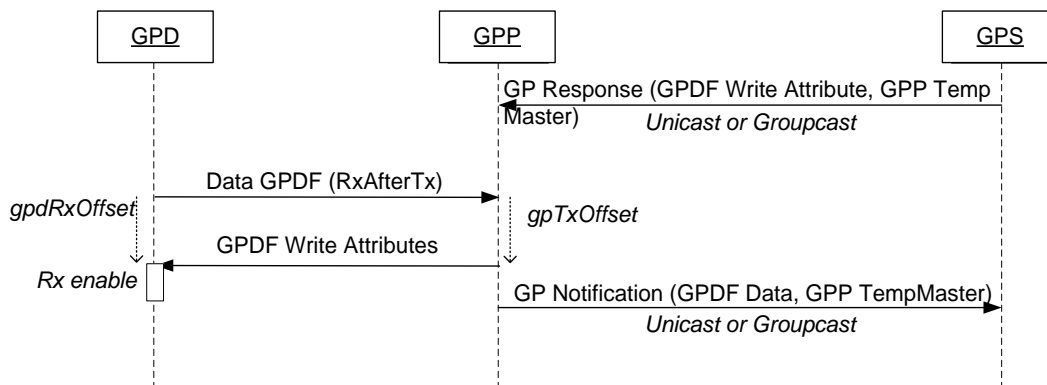 GPD
GPP
GPS
GP Response (GPDF Write Attribute, GPP Temp
Master)
Unicast or Groupcast
Data GPDF (RxAfterTx)
gpdRxOffset
gpTxOffset
GPDF Write Attributes
Rx enable
GP Notification (GPDF Data, GPP TempMaster)
Unicast or Groupcast